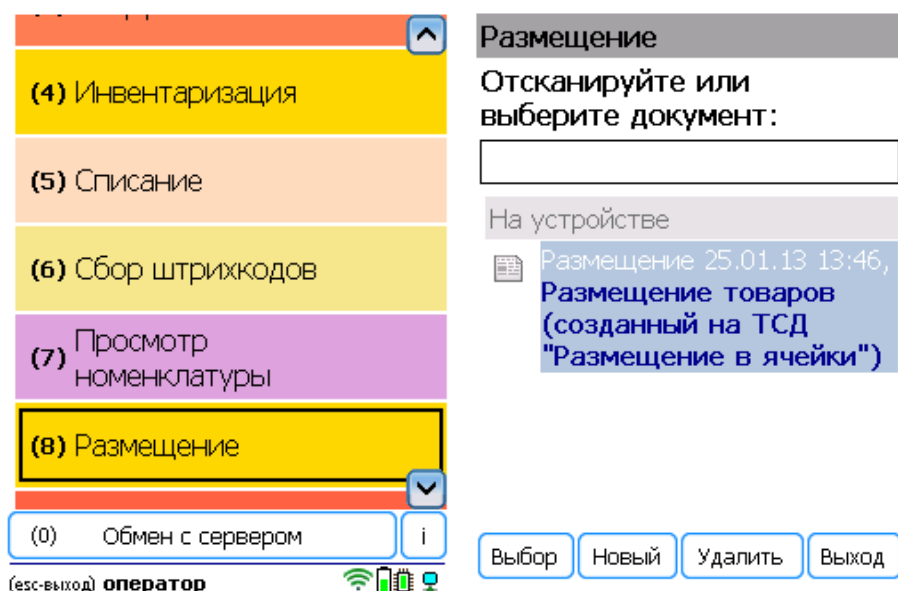 (4) Инвентаризация
(5) Списание
(6) Сбор штрихкодов
(7) Просмотр
номенклатуры
(8) Размещение
(0) Обмен с сервером
i
(esc-выход) оператор
Размещение
Отсканируйте или
выберите документ:
На устройстве
Размещение 25.01.13 13:46,
Размещение товаров
(созданный на ТСД
"Размещение в ячейки")
Выбор
Новый
Удалить
Выход